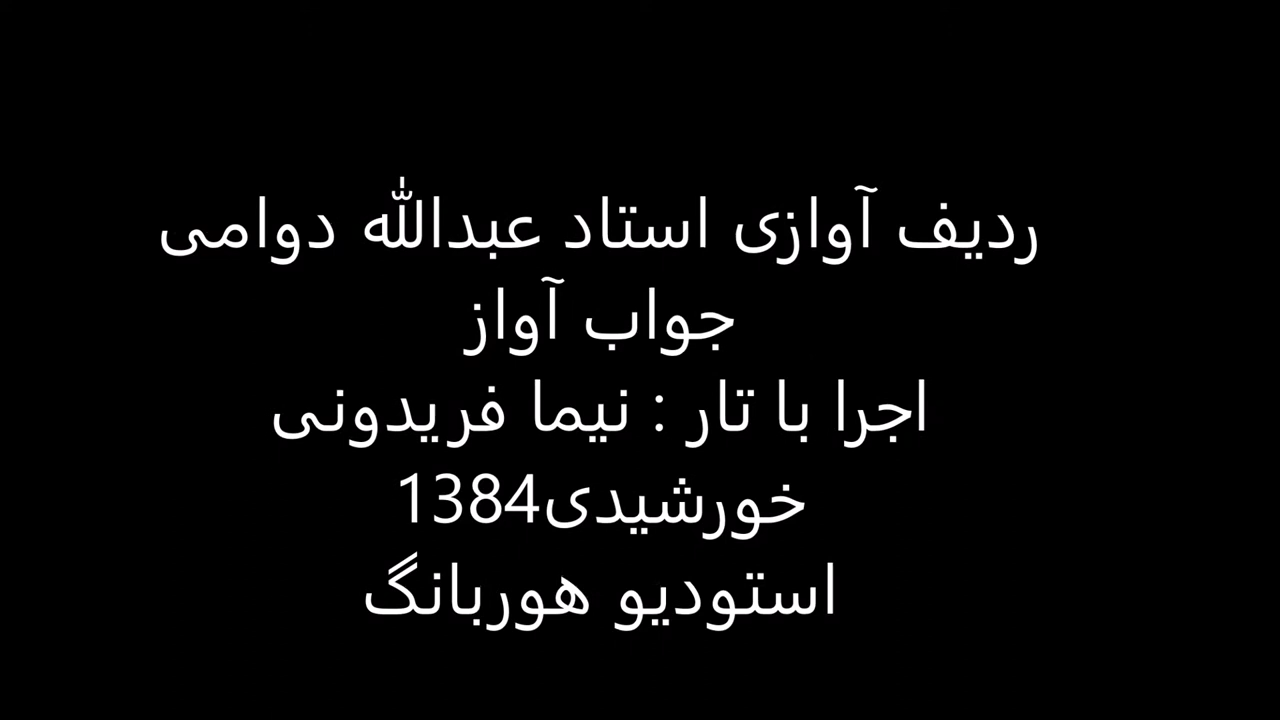 ردیف آوازی استاد عبدالله دوامی
جواب آواز
اجرا با تار : نیما فریدونی
خورشیدی1384
استودیو هوربانگ